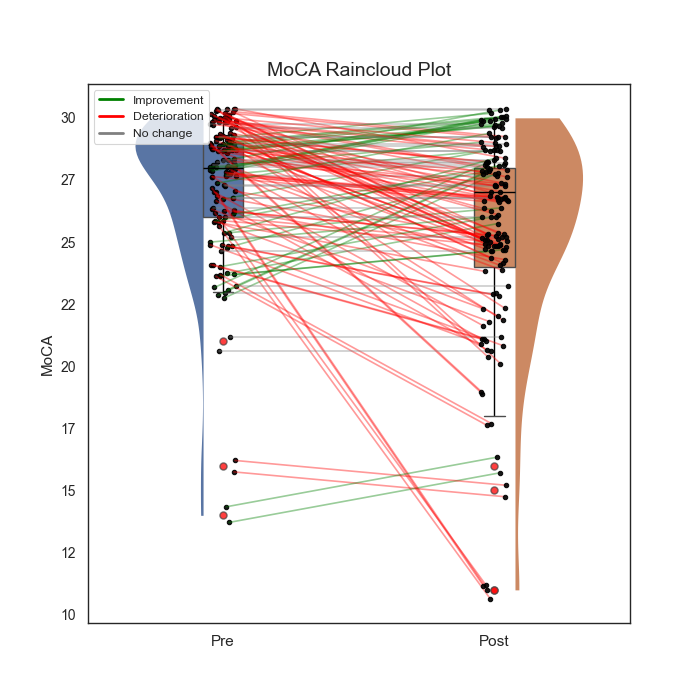 MoCA Raincloud Plot
Improvement
Deterioration
No change
30
27
25
22
20
17
15
12
10
MoCA
Pre
Post